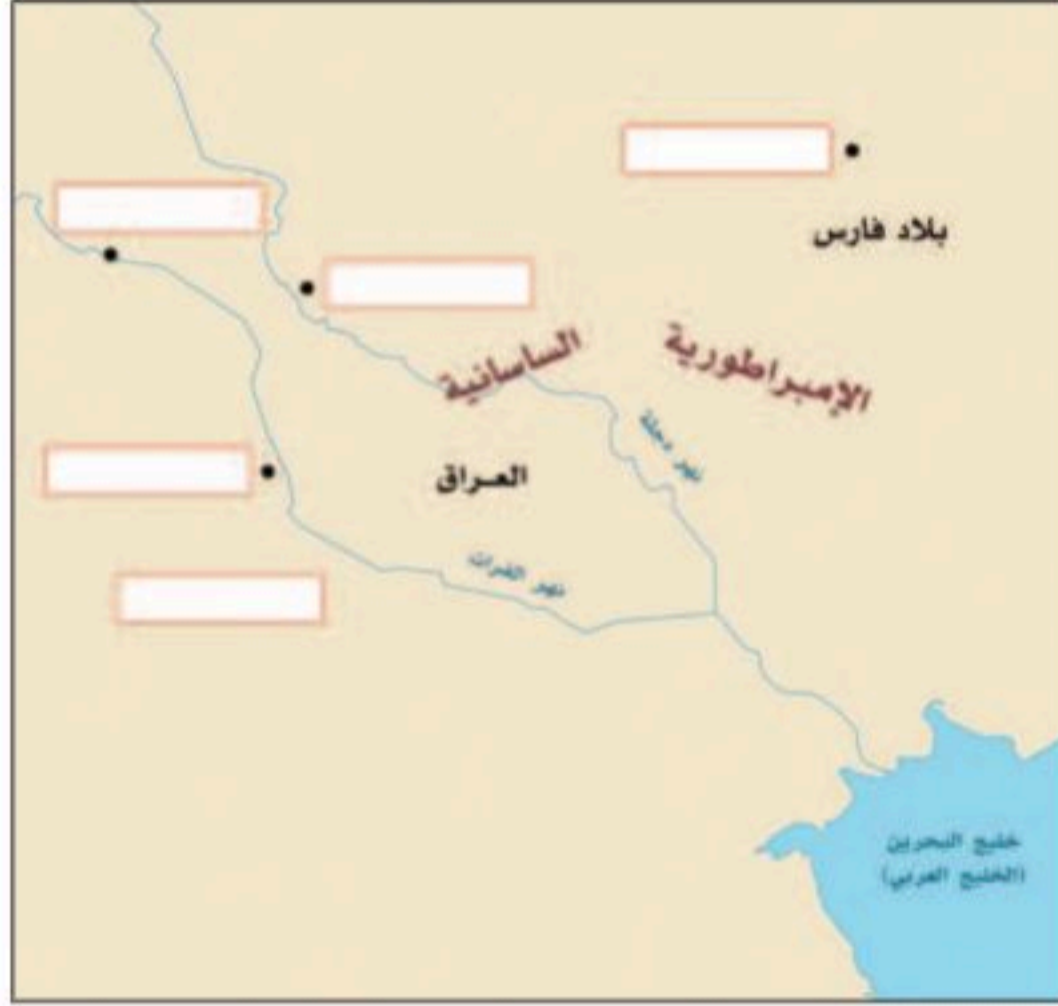 بلاد فارس
الإمبراطورية
الساسانية
نهر دجلة
العراق
نهر الفرات
خليج البحرين
(الخليج العربي)